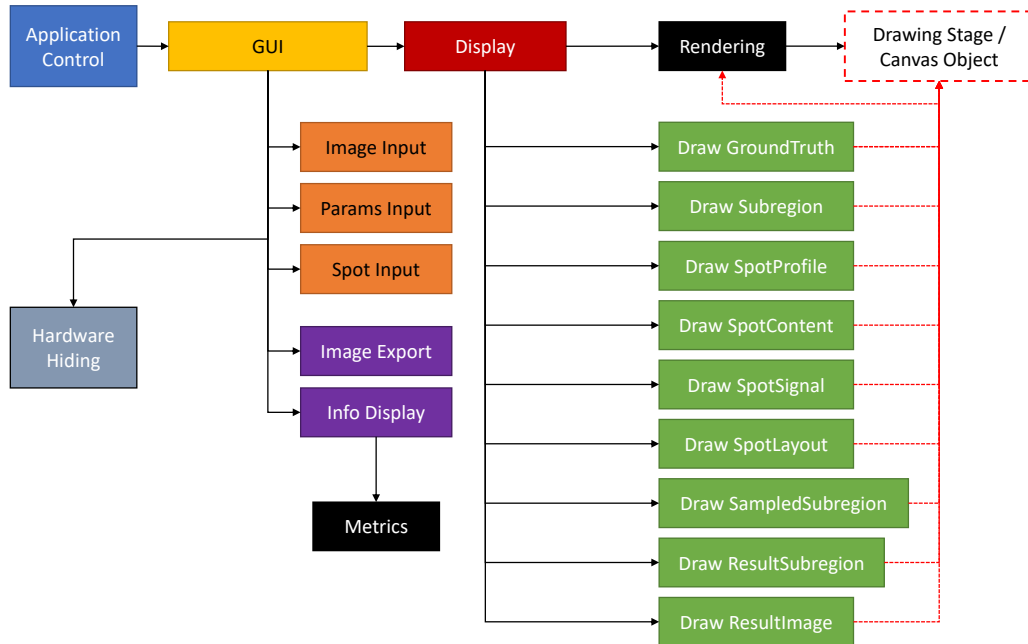 Application
Control
GUI
Display
Rendering
Drawing Stage /
Canvas Object
Image Input
Params Input
Spot Input
Hardware
Hiding
Image Export
Info Display
Metrics
Draw GroundTruth
Draw Subregion
Draw SpotProfile
Draw SpotContent
Draw SpotSignal
Draw SpotLayout
Draw SampledSubregion
Draw ResultSubregion
Draw ResultImage